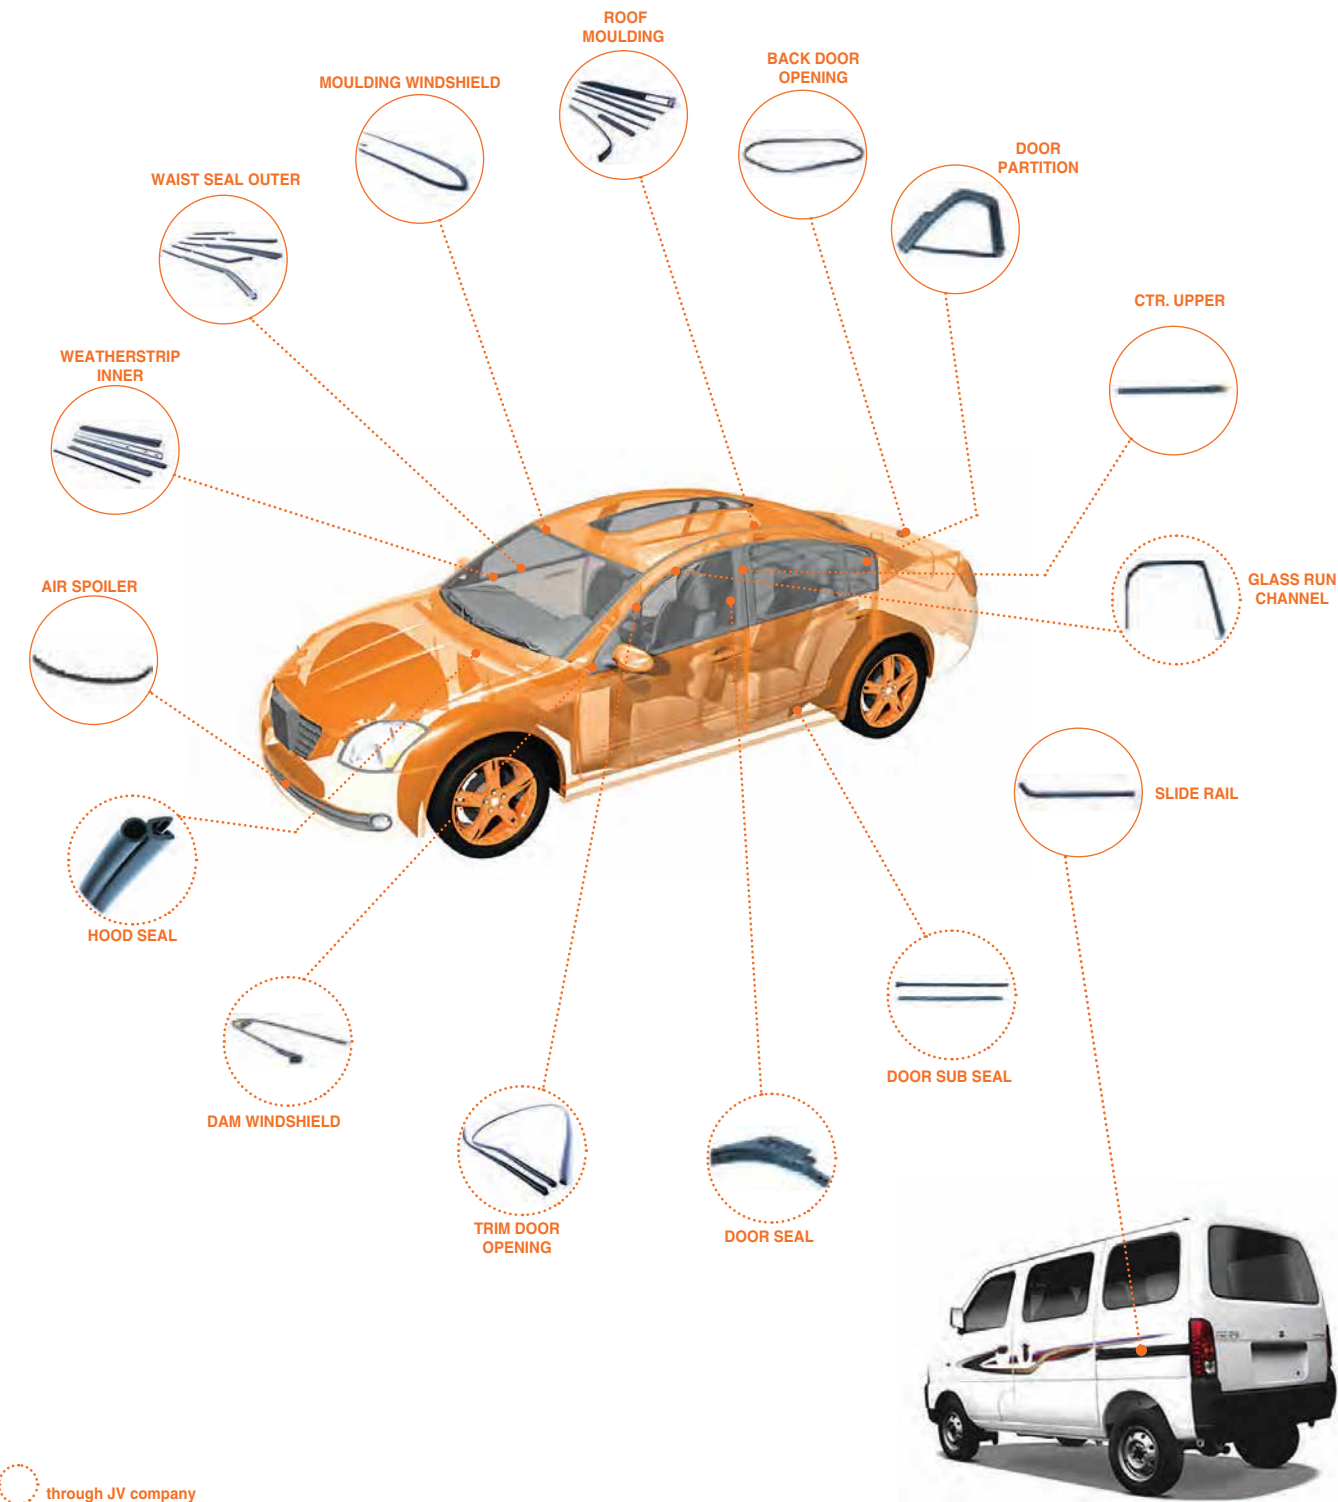 ROOF
MOULDING
MOULDING WINDSHIELD
BACK DOOR
OPENING
DOOR
PARTITION
WAIST SEAL OUTER
CTR. UPPER
WEATHERSTRIP
INNER
AIR SPOILER
GLASS RUN
CHANNEL
SLIDE RAIL
HOOD SEAL
DOOR SUB SEAL
DAM WINDSHIELD
TRIM DOOR
OPENING
DOOR SEAL
through JV company